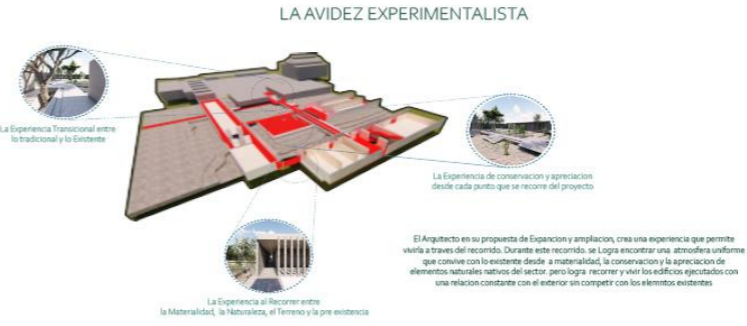 LA AVIDEZ EXPERIMENTALISTA
La Experiencia Transicional entre
lo tradicional y lo Existente
La Experiencia de conservacion y apreciacion
desde cada punto que se recorre del proyecto
El Arquitecto en su propuesta de Expancion y ampliacion, crea una experiencia que permite
vivirla a traves del recorrido. Durante este recorrido. se Logra encontrar una atmosfera uniforme
que convive con lo existente desde a materialidad, la conservacion y la apreciacion de
elementos naturales nativos del sector. pero logra recorrer y vivir los edificios ejecutados con
una relacion constante con el exterior sin competir con los elemntos existentes
La Experiencia al Recorrer entre
la Materialidad, la Naturaleza, el Terreno y la pre existencia